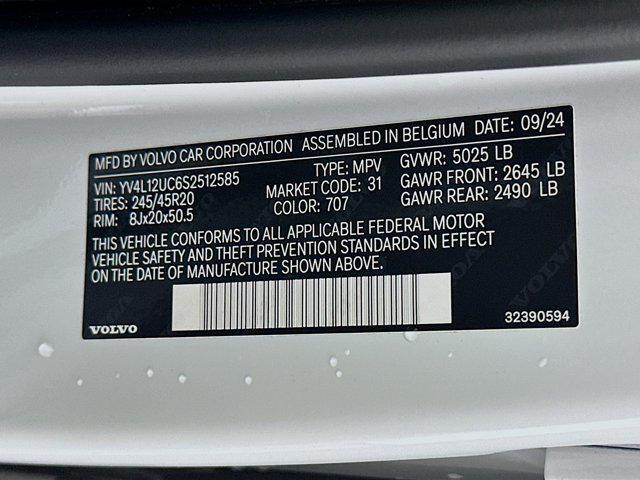 MFD BY VOLVO CAR CORPORATION ASSEMBLED IN BELGIUM DATE: 09/24
VIN: YV4L12UC6S2512585 TYPE: MPV GVWR: 5025 LB
TIRES: 245/45R20 MARKET CODE: 31 GAWR FRONT: 2645 LB
RIM: 8Jx20x50.5 COLOR: 707 GAWR REAR: 2490 LB
THIS VEHICLE CONFORMS TO ALL APPLICABLE FEDERAL MOTOR
VEHICLE SAFETY AND THEFT PREVENTION STANDARDS IN EFFECT
ON THE DATE OF MANUFACTURE SHOWN ABOVE.
VOLVO 32390594